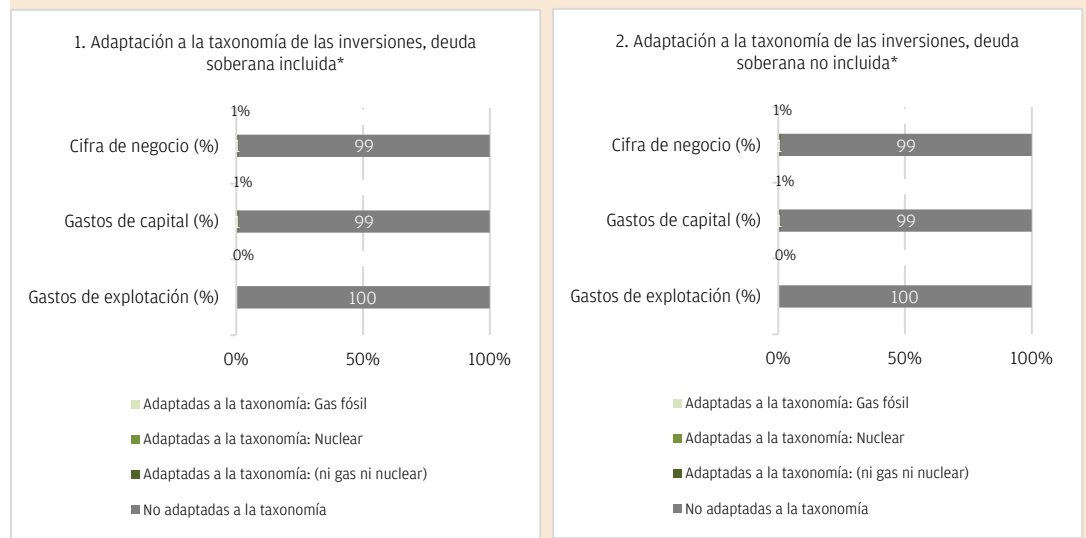 1. Adaptación a la taxonomía de las inversiones, deuda
soberana incluida*
1%
Cifra de negocio (%)
1 99
1%
Gastos de capital (%)
1 99
0%
Gastos de explotación (%)
100
0% 50% 100%
Adaptadas a la taxonomía: Gas fósil
Adaptadas a la taxonomía: Nuclear
Adaptadas a la taxonomía: (ni gas ni nuclear)
No adaptadas a la taxonomía
2. Adaptación a la taxonomía de las inversiones, deuda
soberana no incluida*
1%
Cifra de negocio (%)
1 99
1%
Gastos de capital (%)
1 99
0%
Gastos de explotación (%)
100
0% 50% 100%
Adaptadas a la taxonomía: Gas fósil
Adaptadas a la taxonomía: Nuclear
Adaptadas a la taxonomía: (ni gas ni nuclear)
No adaptadas a la taxonomía